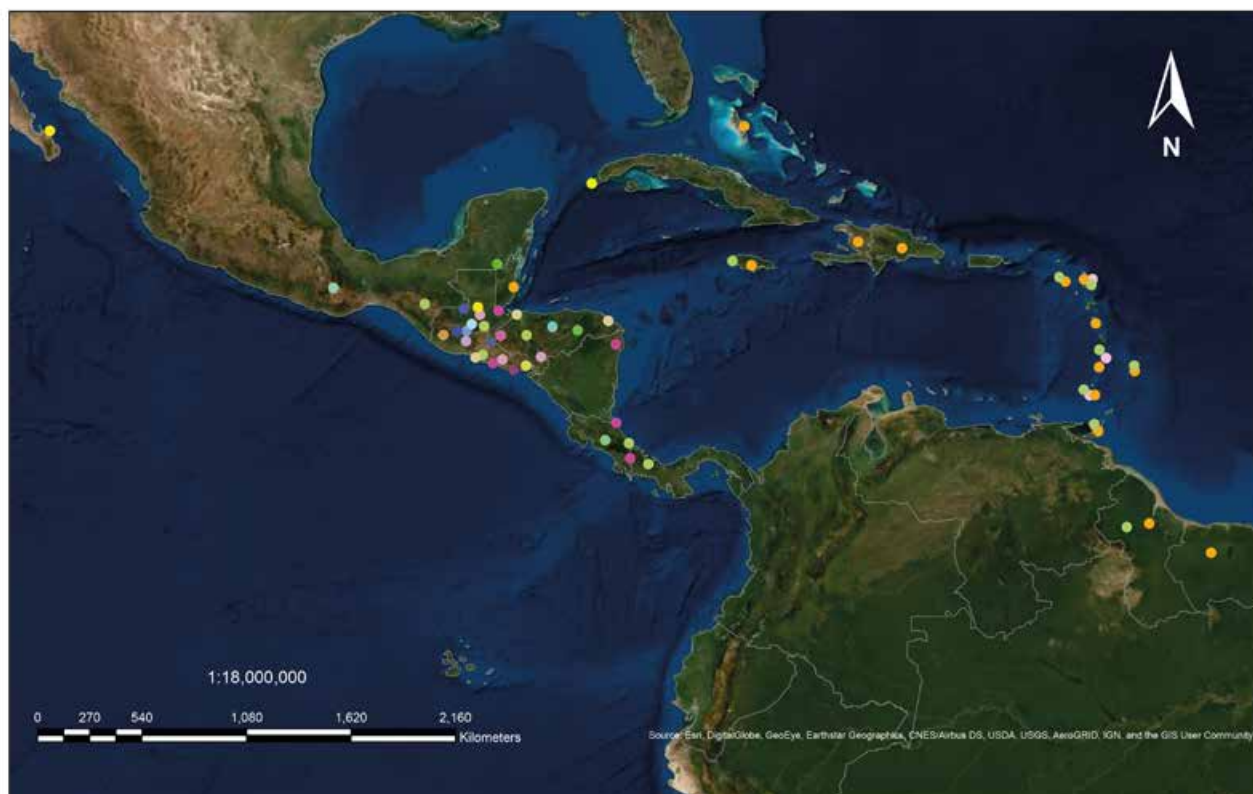 N
1:18,000,000
0 270 540 1,080 1,620 2,160
Kilometers
Source: Esri, DigitalGlobe, GeoEye, Earthstar Geographics, CNES/Airbus DS, USDA, USGS, AeroGRID, IGN, and the GIS User Community